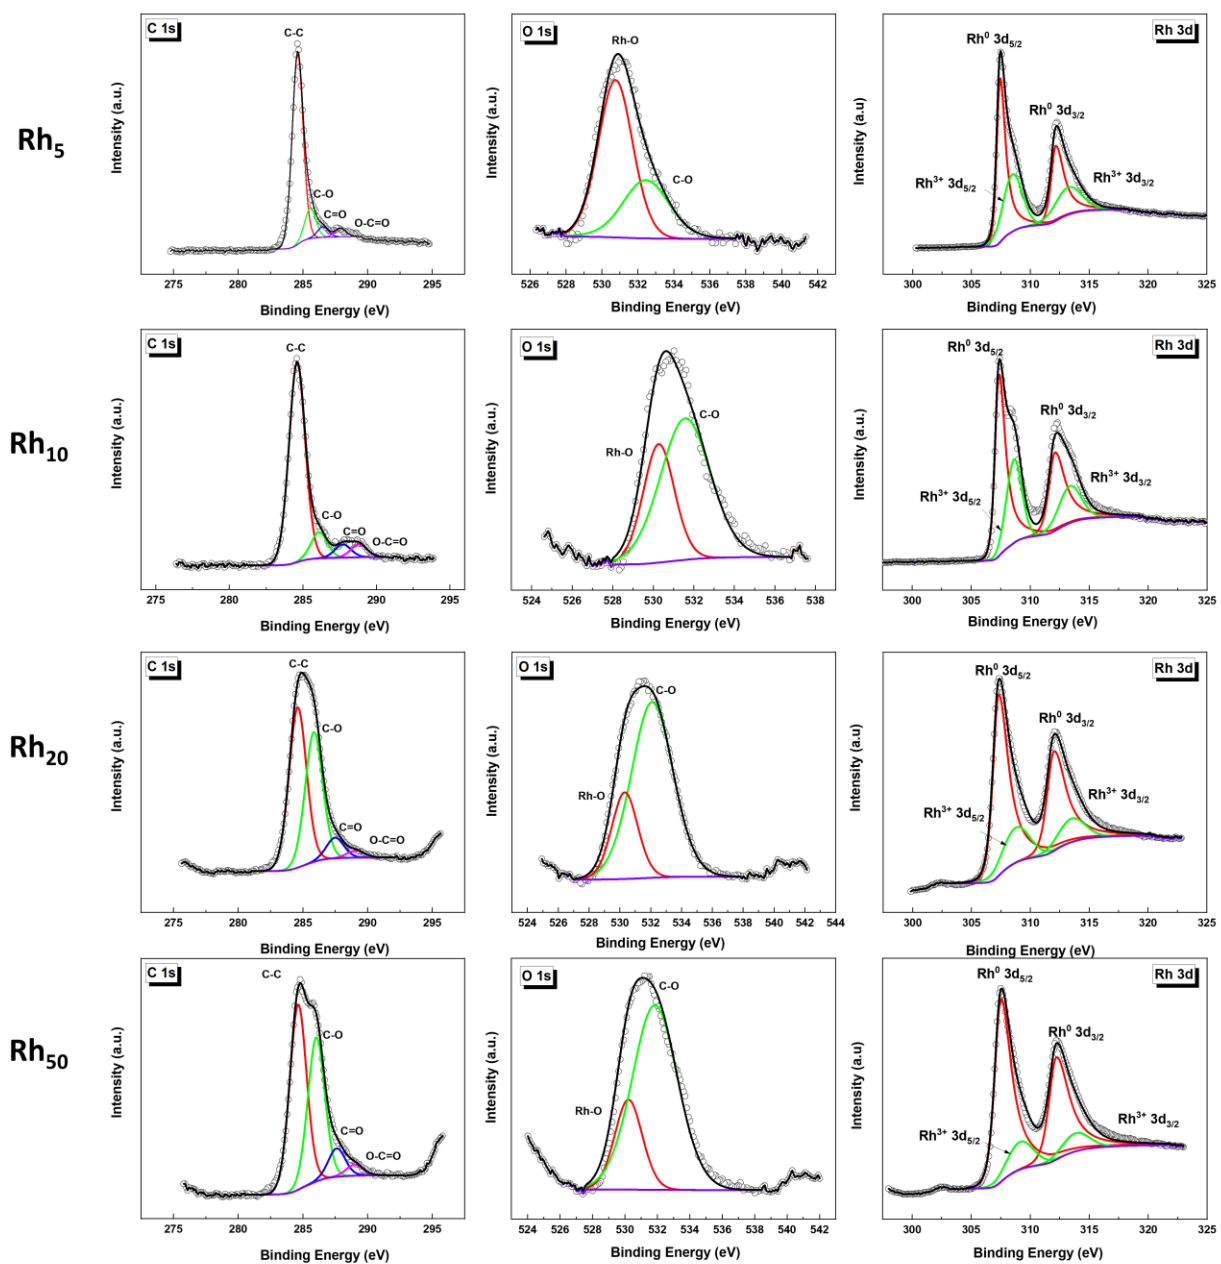 Rh5
C 1s
C-C
C-O
C=O
O-C=O
Intensity (a.u.)
275 280 285 290 295
Binding Energy (eV)
O 1s
Rh-O
C-O
Intensity (a.u.)
526 528 530 532 534 536 538 540 542
Binding Energy (eV)
Rh 3d
Rh⁰ 3d5/2
Rh⁰ 3d3/2
Rh³⁺ 3d5/2
Rh³⁺ 3d3/2
Intensity (a.u)
300 305 310 315 320 325
Binding Energy (eV)
Rh10
C 1s
C-C
C-O
C=O
O-C=O
Intensity (a.u.)
275 280 285 290 295
Binding Energy (eV)
O 1s
C-O
Rh-O
Intensity (a.u.)
524 526 528 530 532 534 536 538
Binding Energy (eV)
Rh 3d
Rh⁰ 3d5/2
Rh⁰ 3d3/2
Rh³⁺ 3d5/2
Rh³⁺ 3d3/2
Intensity (a.u.)
300 305 310 315 320 325
Binding Energy (eV)
Rh20
C 1s
C-C
C-O
C=O
O-C=O
Intensity (a.u.)
275 280 285 290 295
Binding Energy (eV)
O 1s
C-O
Rh-O
Intensity (a.u.)
524 526 528 530 532 534 536 538 540 542 544
Binding Energy (eV)
Rh 3d
Rh⁰ 3d5/2
Rh⁰ 3d3/2
Rh³⁺ 3d5/2
Rh³⁺ 3d3/2
Intensity (a.u.)
300 305 310 315 320 325
Binding Energy (eV)
Rh50
C 1s
C-C
C-O
C=O
O-C=O
Intensity (a.u.)
275 280 285 290 295
Binding Energy (eV)
O 1s
C-O
Rh-O
Intensity (a.u.)
524 526 528 530 532 534 536 538 540 542
Binding Energy (eV)
Rh 3d
Rh⁰ 3d5/2
Rh⁰ 3d3/2
Rh³⁺ 3d5/2
Rh³⁺ 3d3/2
Intensity (a.u.)
300 305 310 315 320 325
Binding Energy (eV)